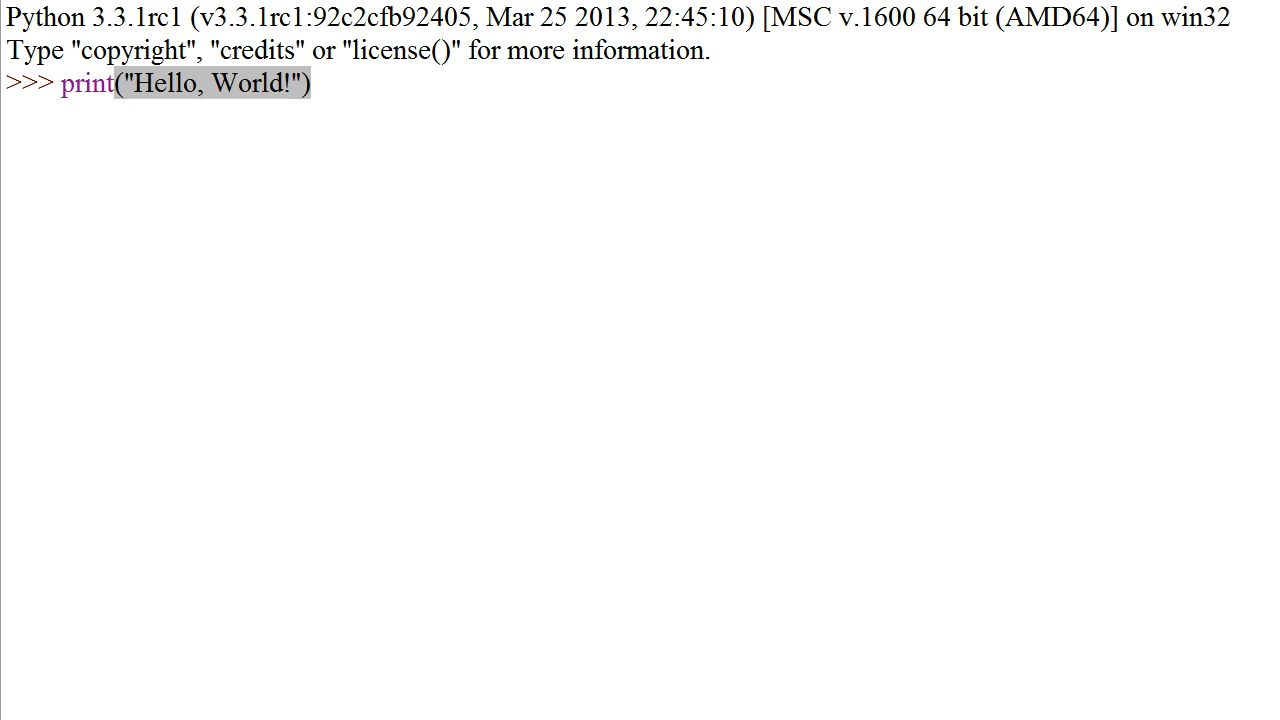 Python 3.3.1rc1 (v3.3.1rc1:92c2cfb92405, Mar 25 2013, 22:45:10) [MSC v.1600 64 bit (AMD64)] on win32
Type "copyright", "credits" or "license()" for more information.
>>> print("Hello, World!")